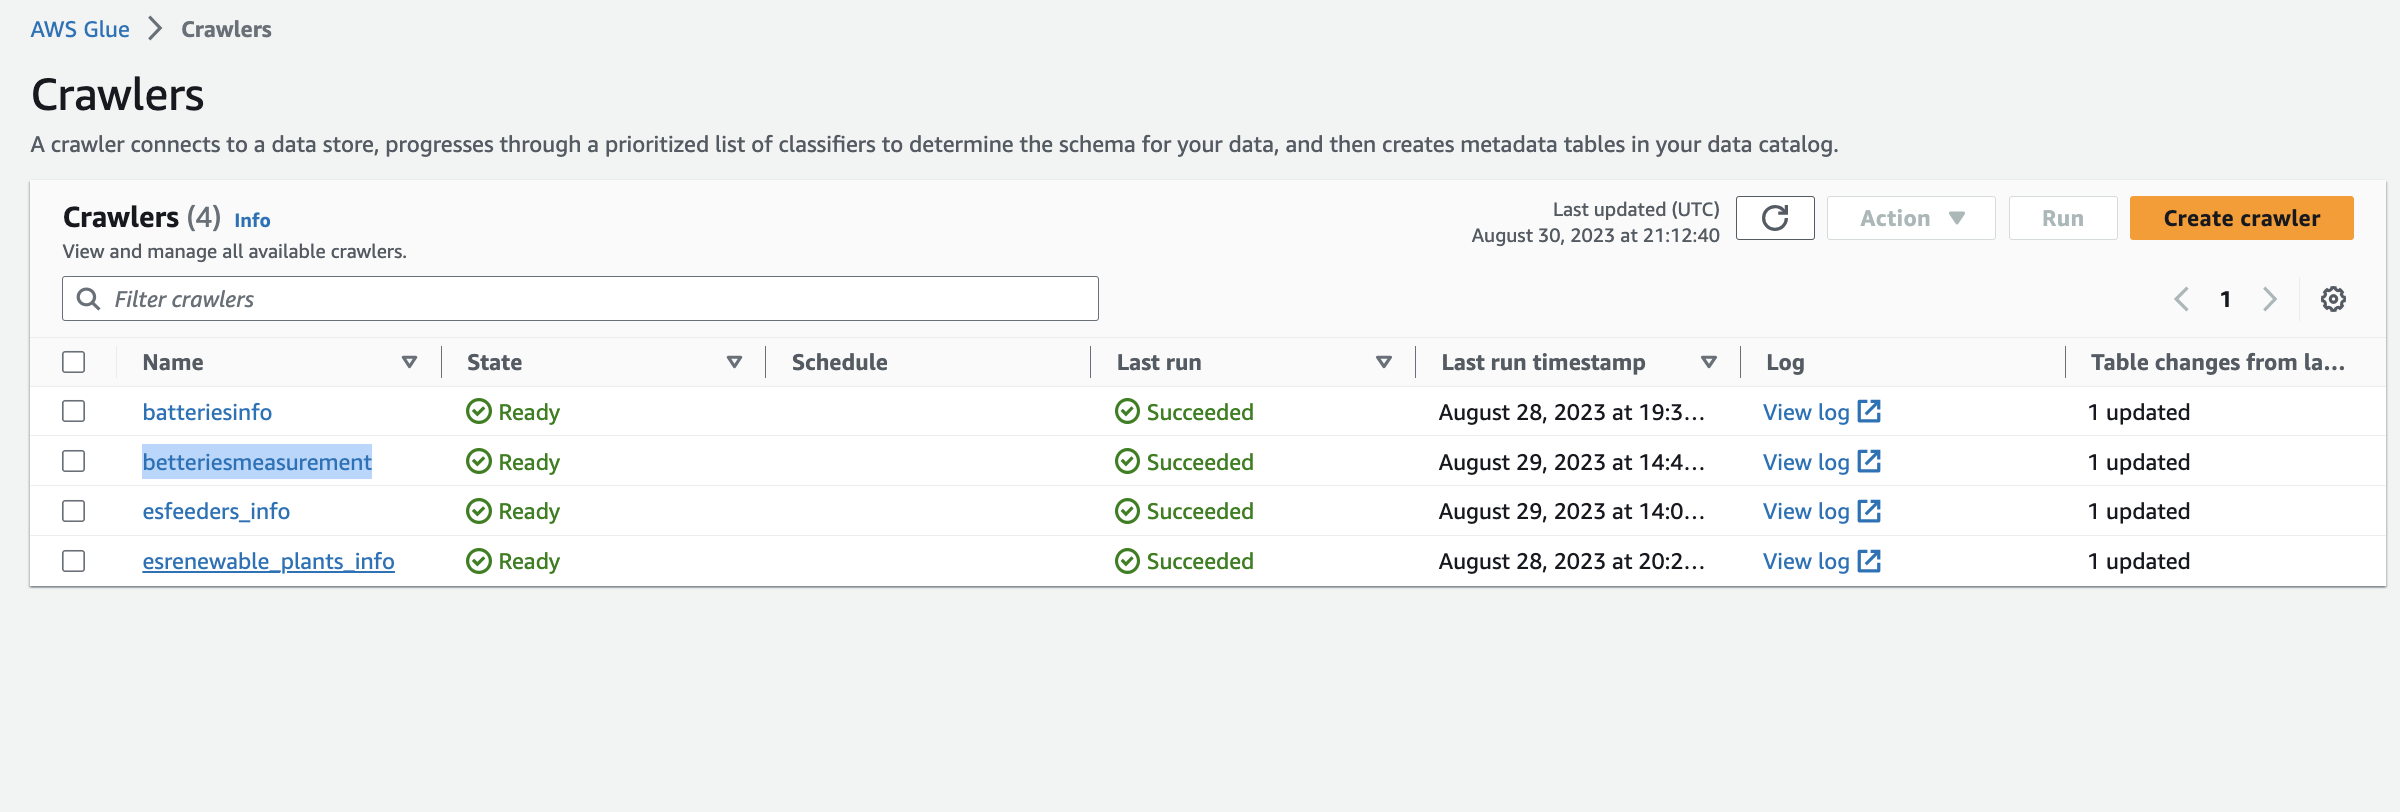 AWS Glue > Crawlers
Crawlers
A crawler connects to a data store, progresses through a prioritized list of classifiers to determine the schema for your data, and then creates metadata tables in your data catalog.
Crawlers (4) Info
View and manage all available crawlers.
Last updated (UTC)
August 30, 2023 at 21:12:40
Action
Run
Create crawler
Filter crawlers
1
Name State Schedule Last run Last run timestamp Log Table changes from la...
batteriesinfo Ready Succeeded August 28, 2023 at 19:3... View log 1 updated
betteriesmeasurement Ready Succeeded August 29, 2023 at 14:4... View log 1 updated
esfeeders_info Ready Succeeded August 29, 2023 at 14:0... View log 1 updated
esrenewable_plants_info Ready Succeeded August 28, 2023 at 20:2... View log 1 updated